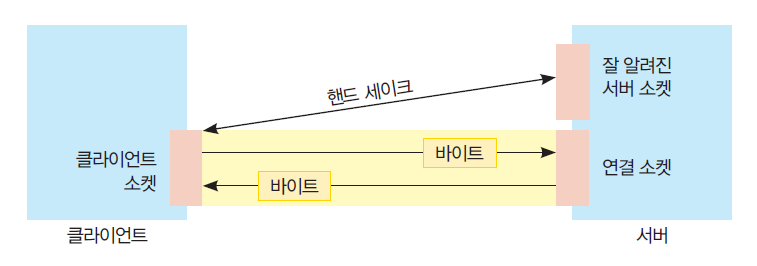 잘 알려진
서버 소켓
핸드 셰이크
클라이언트
소켓
바이트
바이트
연결 소켓
클라이언트
서버